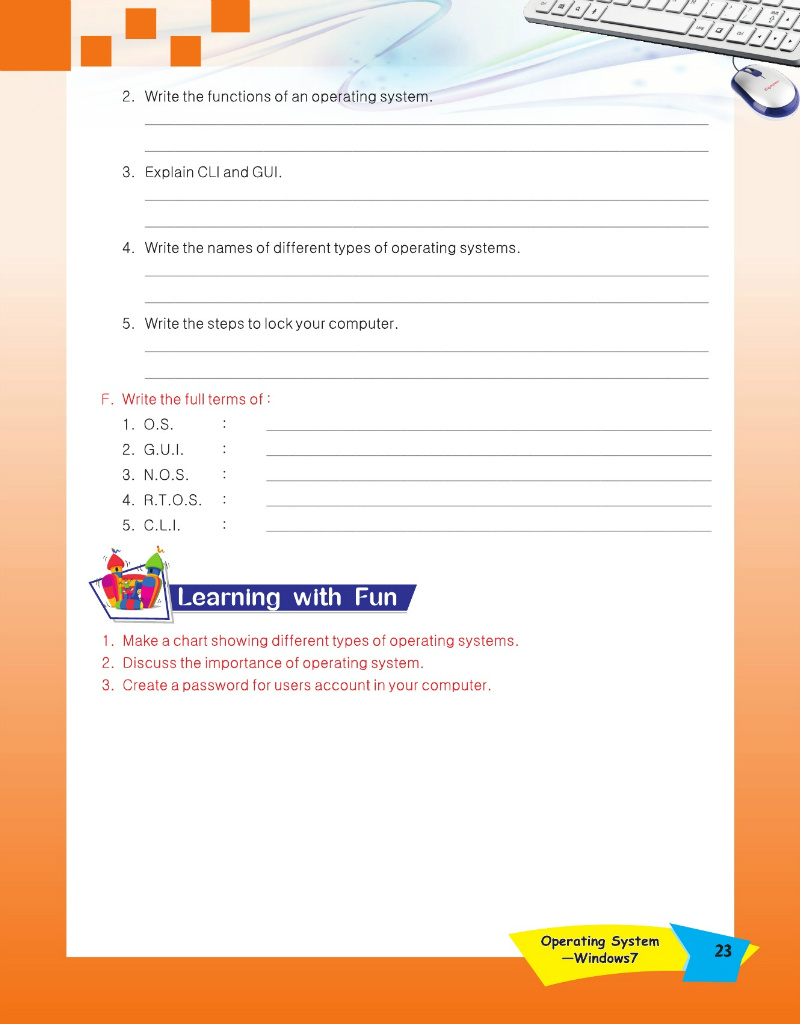 2. Write the functions of an operating system.
3. Explain CLI and GUI.
4. Write the names of different types of operating systems.
5. Write the steps to lock your computer.
F. Write the full terms of :
1. O.S. :
2. G.U.I. :
3. N.O.S. :
4. R.T.O.S. :
5. C.L.I. :
Learning with Fun
1. Make a chart showing different types of operating systems.
2. Discuss the importance of operating system.
3. Create a password for users account in your computer.
Operating System
—Windows7
23